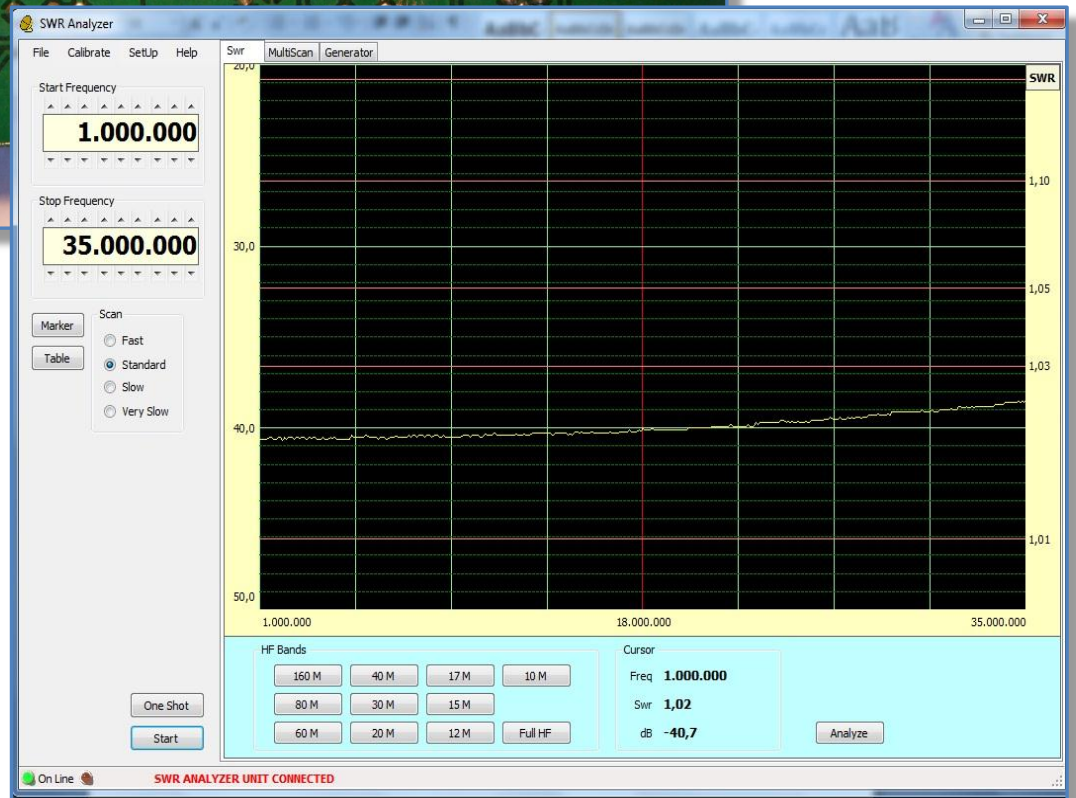 SWR Analyzer
File Calibrate SetUp Help
Swr MultiScan Generator
Start Frequency
1.000.000
Stop Frequency
35.000.000
Marker
Table
Scan
Fast
Standard
Slow
Very Slow
One Shot
Start
20,0
30,0
40,0
50,0
SWR
1,10
1,05
1,03
1,01
1.000.000 18.000.000 35.000.000
HF Bands
160 M 40 M 17 M 10 M
80 M 30 M 15 M
60 M 20 M 12 M Full HF
Cursor
Freq 1.000.000
Swr 1,02
dB -40,7
Analyze
On Line SWR ANALYZER UNIT CONNECTED